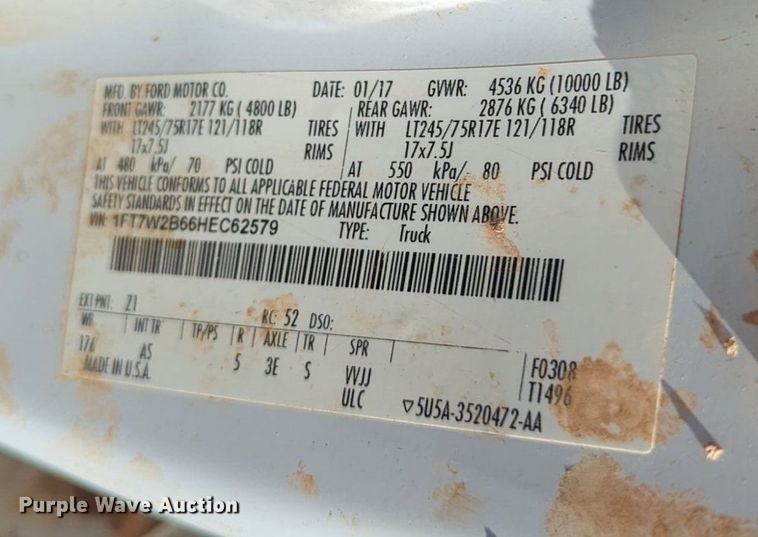 MFD. BY FORD MOTOR CO. DATE: 01/17 GVWR: 4536 KG (10000 LB)
FRONT GAWR: 2177 KG ( 4800 LB) REAR GAWR: 2876 KG ( 6340 LB)
WITH LT245/75R17E 121/118R TIRES WITH LT245/75R17E 121/118R TIRES
17x7.5J RIMS 17x7.5J RIMS
AT 480 kPa/ 70 PSI COLD AT 550 kPa/ 80 PSI COLD
THIS VEHICLE CONFORMS TO ALL APPLICABLE FEDERAL MOTOR VEHICLE
SAFETY STANDARDS IN EFFECT ON THE DATE OF MANUFACTURE SHOWN ABOVE.
VIN: 1FT7W2B66HEC62579 TYPE: Truck
EXT PNT: Z1 RC: 52 DSO:
WB INT TR TP/PS R AXLE TR SPR
176 AS 5 3E S VVJJ F0308
MADE IN U.S.A. ULC ▽5U5A-3520472-AA T1496
Purple Wave Auction